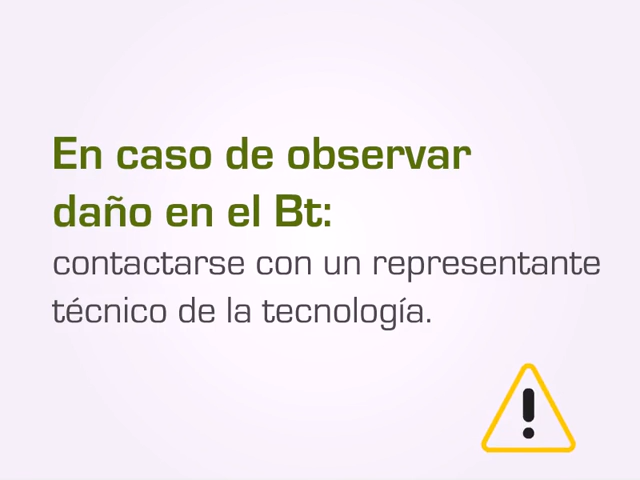 En caso de observar
daño en el Bt:
contactarse con un representante
técnico de la tecnología.